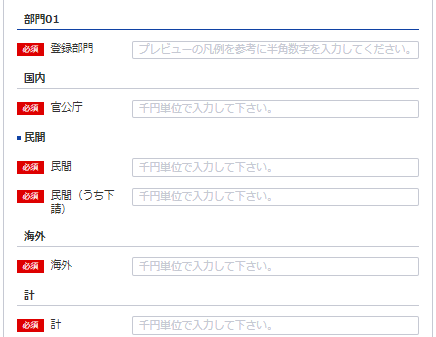 部門01
必須 登録部門 プレビューの凡例を参考に半角数字を入力してください。
国内
必須 官公庁 千円単位で入力して下さい。
民間
必須 民間 千円単位で入力して下さい。
必須 民間（うち下 千円単位で入力して下さい。
請）
海外
必須 海外 千円単位で入力して下さい。
計
必須 計 千円単位で入力して下さい。